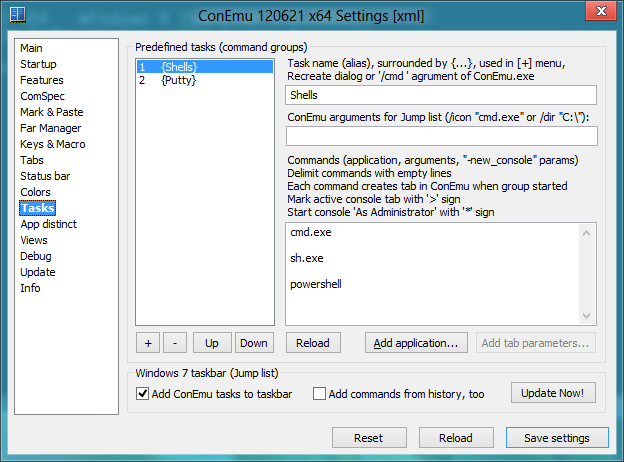 ConEmu 120621 x64 Settings [xml]
Main
Startup
Features
ComSpec
Mark & Paste
Far Manager
Keys & Macro
Tabs
Status bar
Colors
Tasks
App distinct
Views
Debug
Update
Info
Predefined tasks (command groups)
1 {Shells}
2 {Putty}
Task name (alias), surrounded by {...}, used in [+] menu,
Recreate dialog or '/cmd ' agrument of ConEmu.exe
Shells
ConEmu arguments for Jump list (/icon "cmd.exe" or /dir "C:\"):
Commands (application, arguments, "-new_console" params)
Delimit commands with empty lines
Each command creates tab in ConEmu when group started
Mark active console tab with '>' sign
Start console 'As Administrator' with '*' sign
cmd.exe
sh.exe
powershell
+ - Up Down Reload Add application... Add tab parameters...
Windows 7 taskbar (Jump list)
Add ConEmu tasks to taskbar Add commands from history, too Update Now!
Reset Reload Save settings